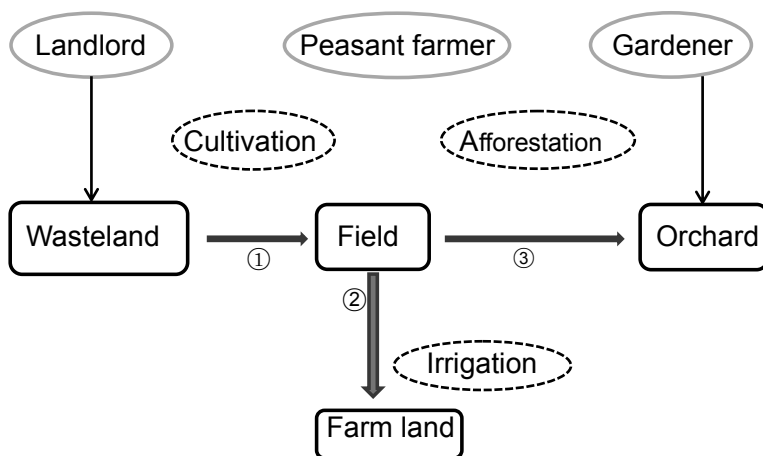 Landlord
Peasant farmer
Gardener
Cultivation
Afforestation
Wasteland
Field
Orchard
①
③
②
Irrigation
Farm land